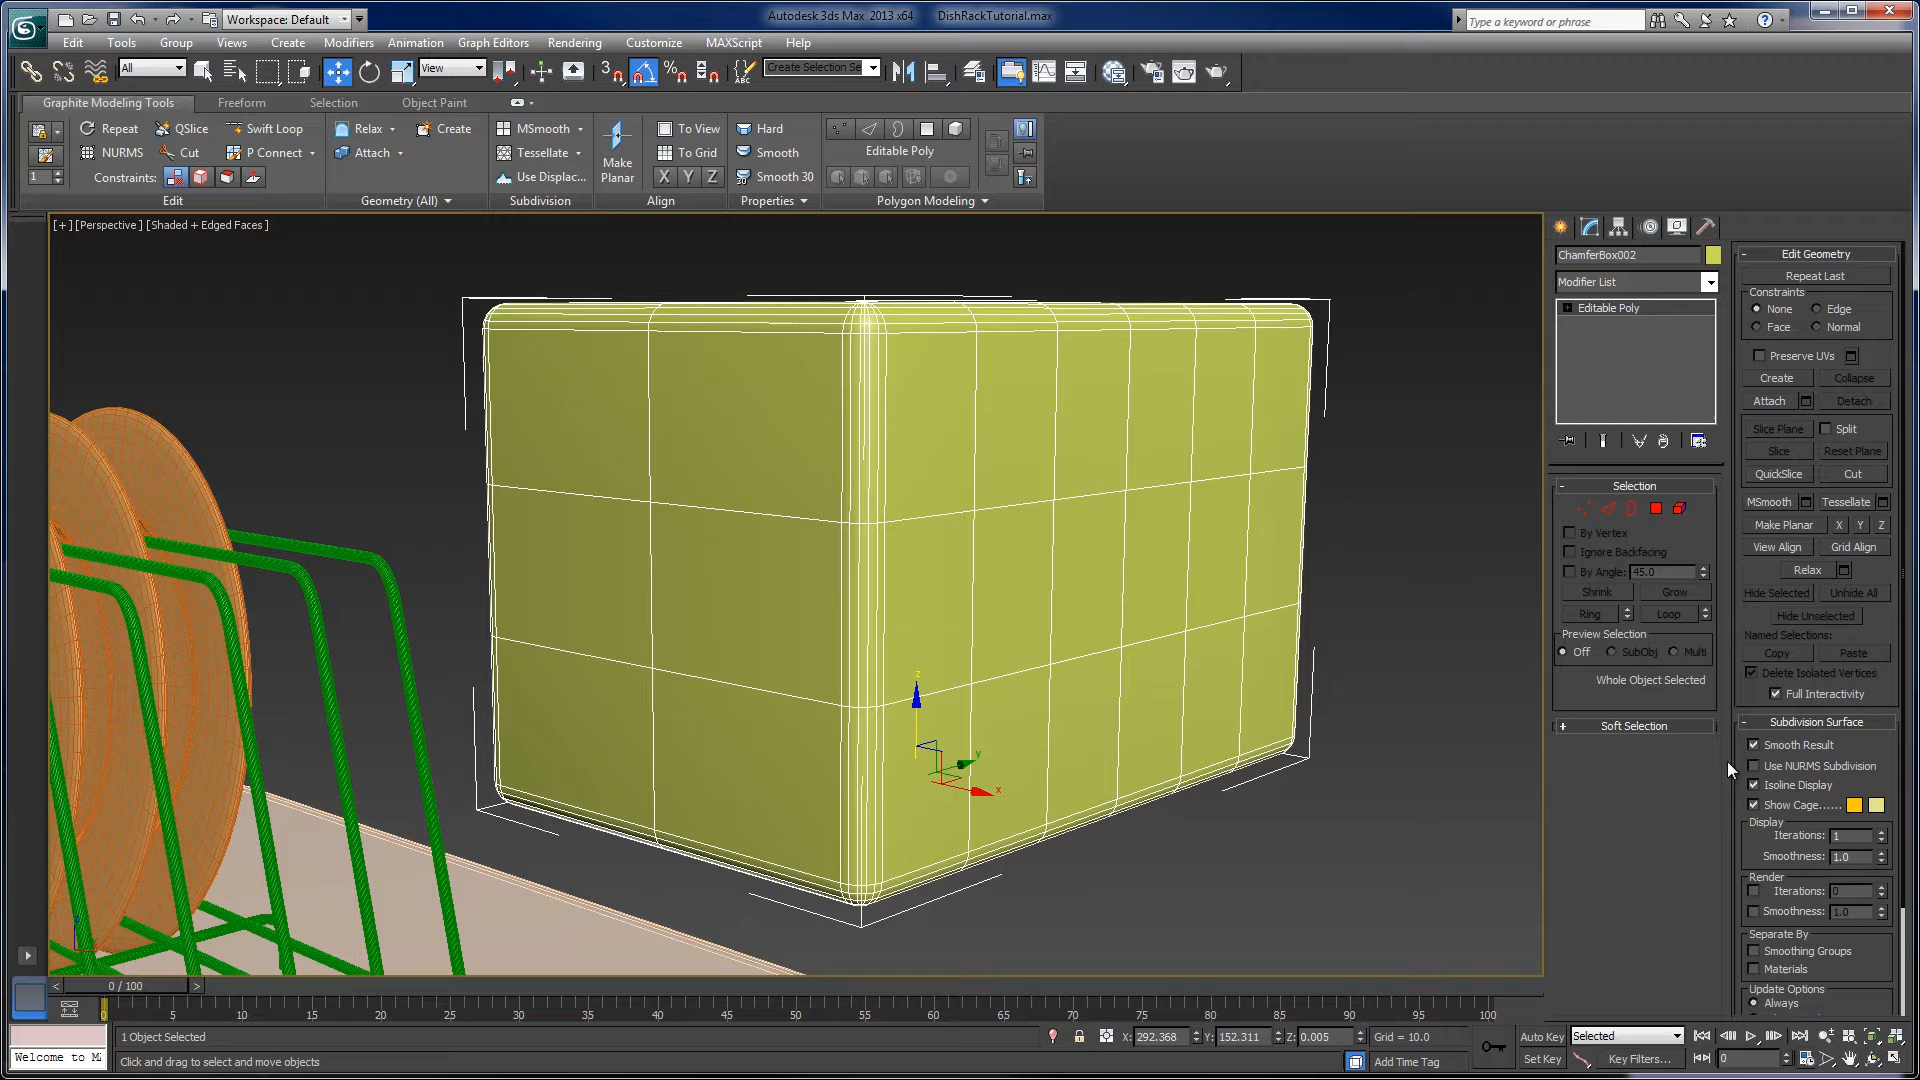 Workspace: Default
Autodesk 3ds Max 2013 x64 DishRackTutorial.max
Type a keyword or phrase
Edit Tools Group Views Create Modifiers Animation Graph Editors Rendering Customize MAXScript Help
All View Create Selection Se
Graphite Modeling Tools Freeform Selection Object Paint
Repeat QSlice Swift Loop Relax Create MSmooth To View Hard
NURMS Cut P Connect Attach Tessellate Make Planar To Grid Smooth Editable Poly
1 Constraints: Use Displac... X Y Z Smooth 30
Edit Geometry (All) Subdivision Align Properties Polygon Modeling
[+] [Perspective] [Shaded + Edged Faces]
z
y
x
ChamferBox002
Modifier List
Editable Poly
Selection
By Vertex
Ignore Backfacing
By Angle: 45.0
Shrink Grow
Ring Loop
Preview Selection
Off SubObj Multi
Whole Object Selected
+ Soft Selection
- Edit Geometry
Repeat Last
Constraints
None Edge
Face Normal
Preserve UVs
Create Collapse
Attach Detach
Slice Plane Split
Slice Reset Plane
QuickSlice Cut
MSmooth Tessellate
Make Planar X Y Z
View Align Grid Align
Relax
Hide Selected Unhide All
Hide Unselected
Named Selections:
Copy Paste
Delete Isolated Vertices
Full Interactivity
- Subdivision Surface
Smooth Result
Use NURMS Subdivision
Isoline Display
Show Cage......
Display
Iterations: 1
Smoothness: 1.0
Render
Iterations: 0
Smoothness: 1.0
Separate By
Smoothing Groups
Materials
Update Options
Always
< 0 / 100 >
0 5 10 15 20 25 30 35 40 45 50 55 60 65 70 75 80 85 90 95 100
1 Object Selected X: 292.368 Y: 152.311 Z: 0.005 Grid = 10.0 Auto Key Selected
Welcome to M Click and drag to select and move objects Add Time Tag Set Key Key Filters... 0